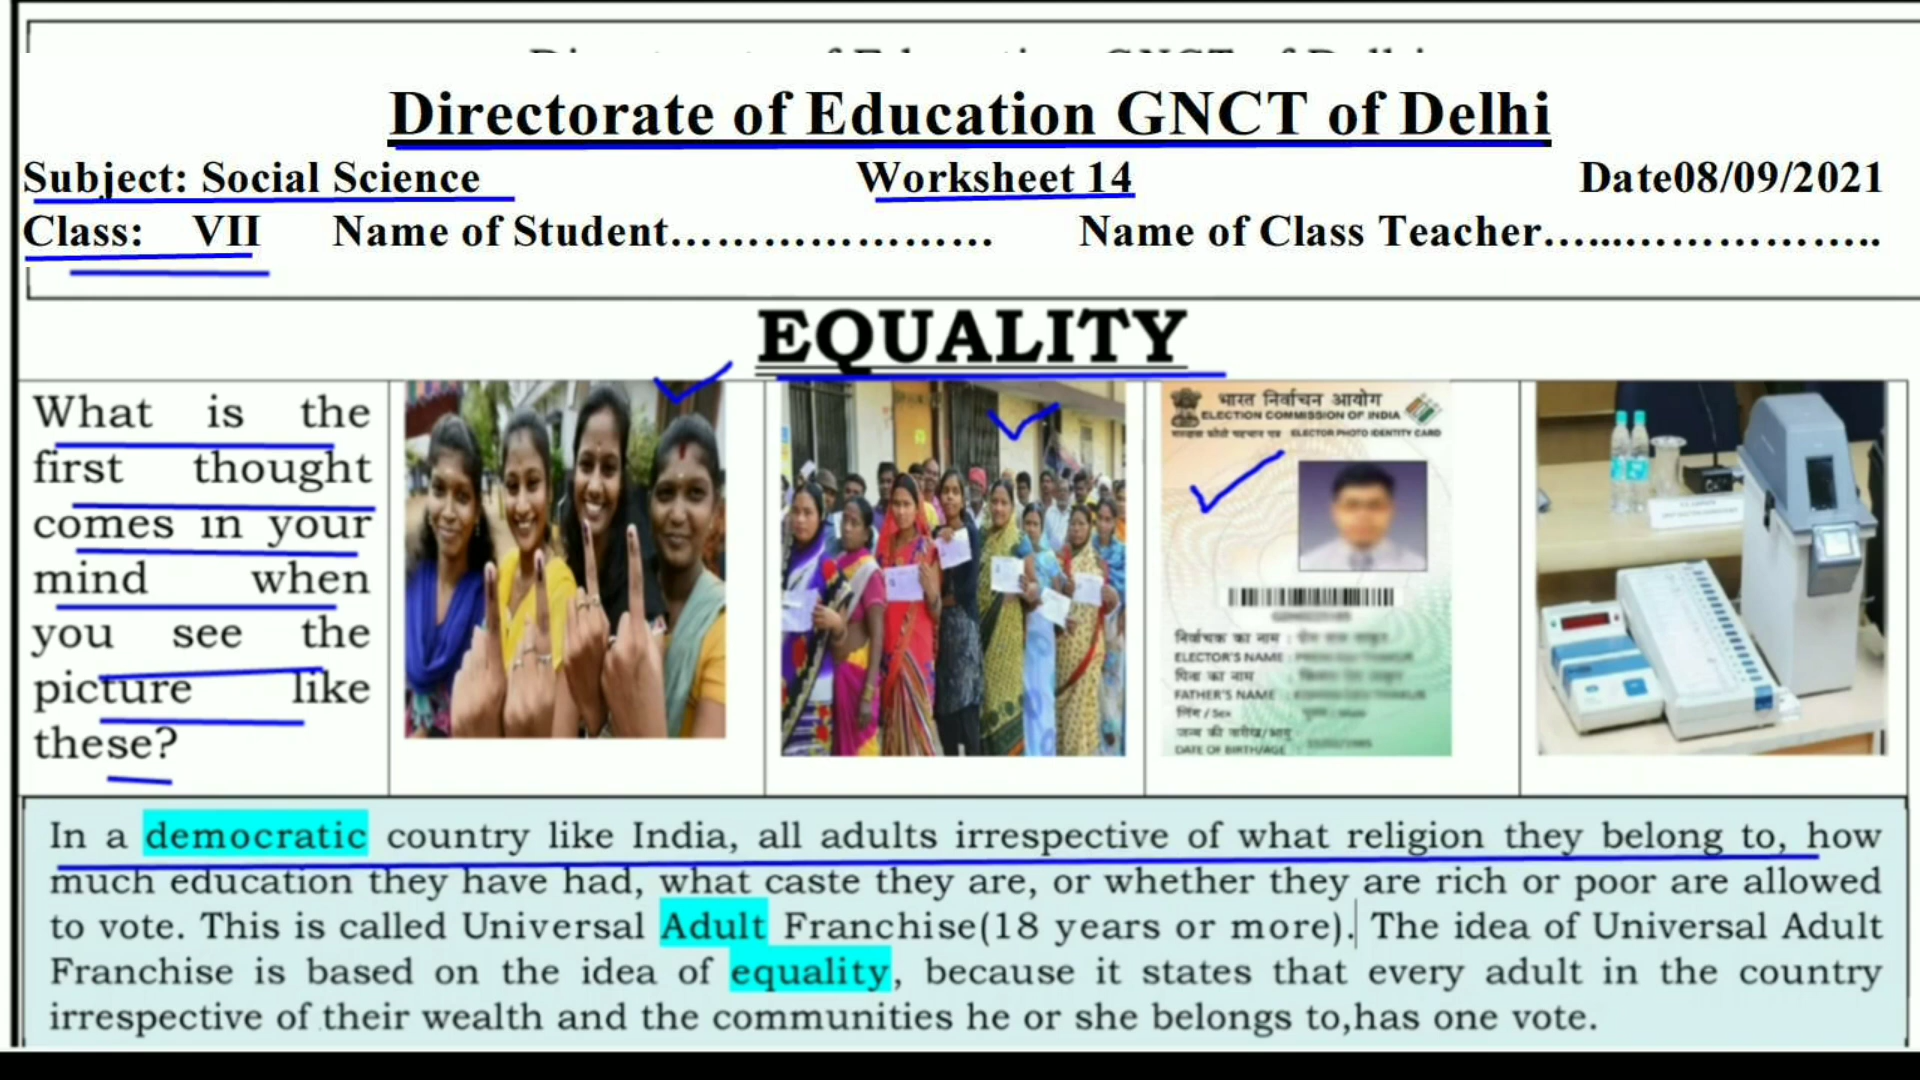 Directorate of Education GNCT of Delhi
Subject: Social Science Worksheet 14 Date08/09/2021
Class: VII Name of Student………………… Name of Class Teacher…...……………..
EQUALITY
What is the
first thought
comes in your
mind when
you see the
picture like
these?
भारत निर्वाचन आयोग
ELECTION COMMISSION OF INDIA
ELECTOR PHOTO IDENTITY CARD
निर्वाचक का नाम :
ELECTOR'S NAME :
पिता का नाम :
FATHER'S NAME :
लिंग / Sex :
DATE OF BIRTH/AGE
In a democratic country like India, all adults irrespective of what religion they belong to, how
much education they have had, what caste they are, or whether they are rich or poor are allowed
to vote. This is called Universal Adult Franchise(18 years or more). The idea of Universal Adult
Franchise is based on the idea of equality, because it states that every adult in the country
irrespective of their wealth and the communities he or she belongs to,has one vote.